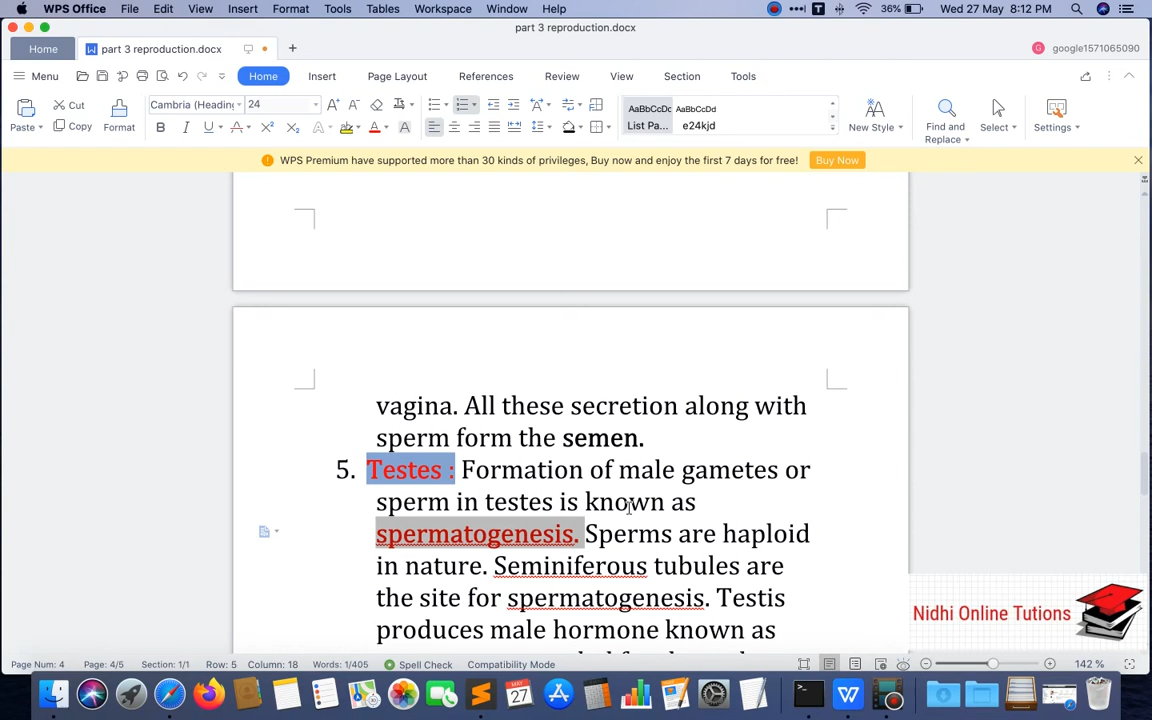 WPS Office File Edit View Insert Format Tools Tables Workspace Window Help 36% Wed 27 May 8:12 PM
part 3 reproduction.docx
Home part 3 reproduction.docx google1571065090
Menu Home Insert Page Layout References Review View Section Tools
Cut Cambria (Heading 24 AaBbCcDc AaBbCcDd
Paste Copy Format List Pa... e24kjd New Style Find and Replace Select Settings
WPS Premium have supported more than 30 kinds of privileges, Buy now and enjoy the first 7 days for free! Buy Now
vagina. All these secretion along with
sperm form the semen.
5. Testes : Formation of male gametes or
sperm in testes is known as
spermatogenesis. Sperms are haploid
in nature. Seminiferous tubules are
the site for spermatogenesis. Testis
produces male hormone known as
Nidhi Online Tutions
Page Num: 4 Page: 4/5 Section: 1/1 Row: 5 Column: 18 Words: 1/405 Spell Check Compatibility Mode 142 %
MAY
27